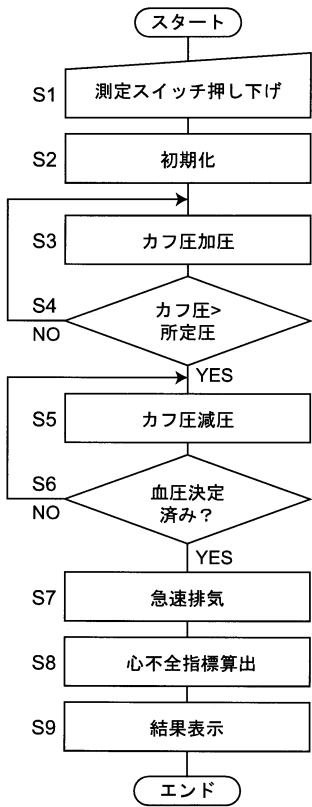 スタート
S1
測定スイッチ押し下げ
S2
初期化
S3
カフ圧加圧
S4
カフ圧>
所定圧
NO
YES
S5
カフ圧減圧
S6
血圧決定
済み？
NO
YES
S7
急速排気
S8
心不全指標算出
S9
結果表示
エンド